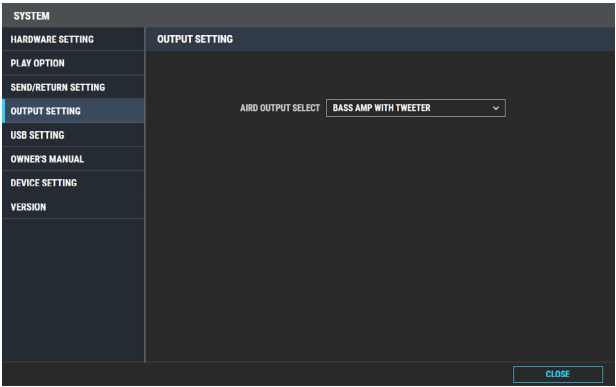 SYSTEM
HARDWARE SETTING
PLAY OPTION
SEND/RETURN SETTING
OUTPUT SETTING
USB SETTING
OWNER'S MANUAL
DEVICE SETTING
VERSION
OUTPUT SETTING
AIRD OUTPUT SELECT BASS AMP WITH TWEETER
CLOSE